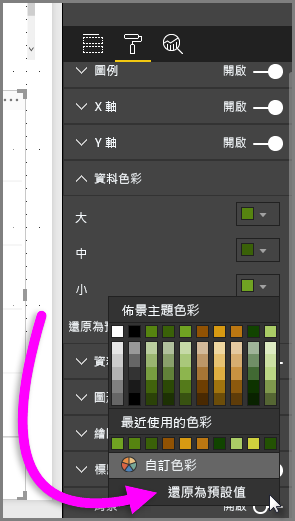 圖例 開啟
X 軸 開啟
Y 軸 開啟
資料色彩
大
中
小
還原為預
佈景主題色彩
資料
圖
繪
最近使用的色彩
標
自訂色彩
還原為預設值
背景